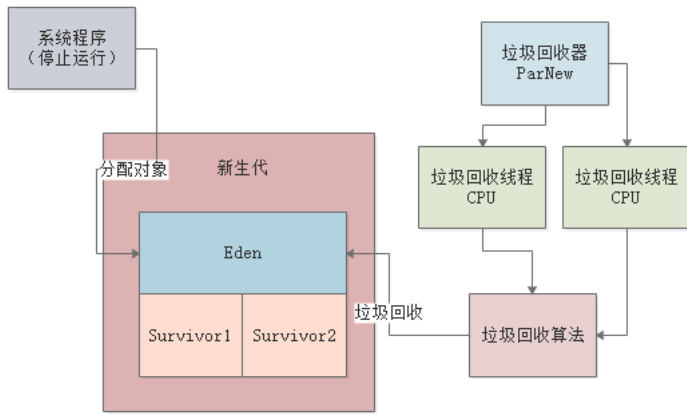 系统程序
（停止运行）
垃圾回收器
ParNew
分配对象
新生代
垃圾回收线程
CPU
垃圾回收线程
CPU
Eden
垃圾回收
Survivor1
Survivor2
垃圾回收算法